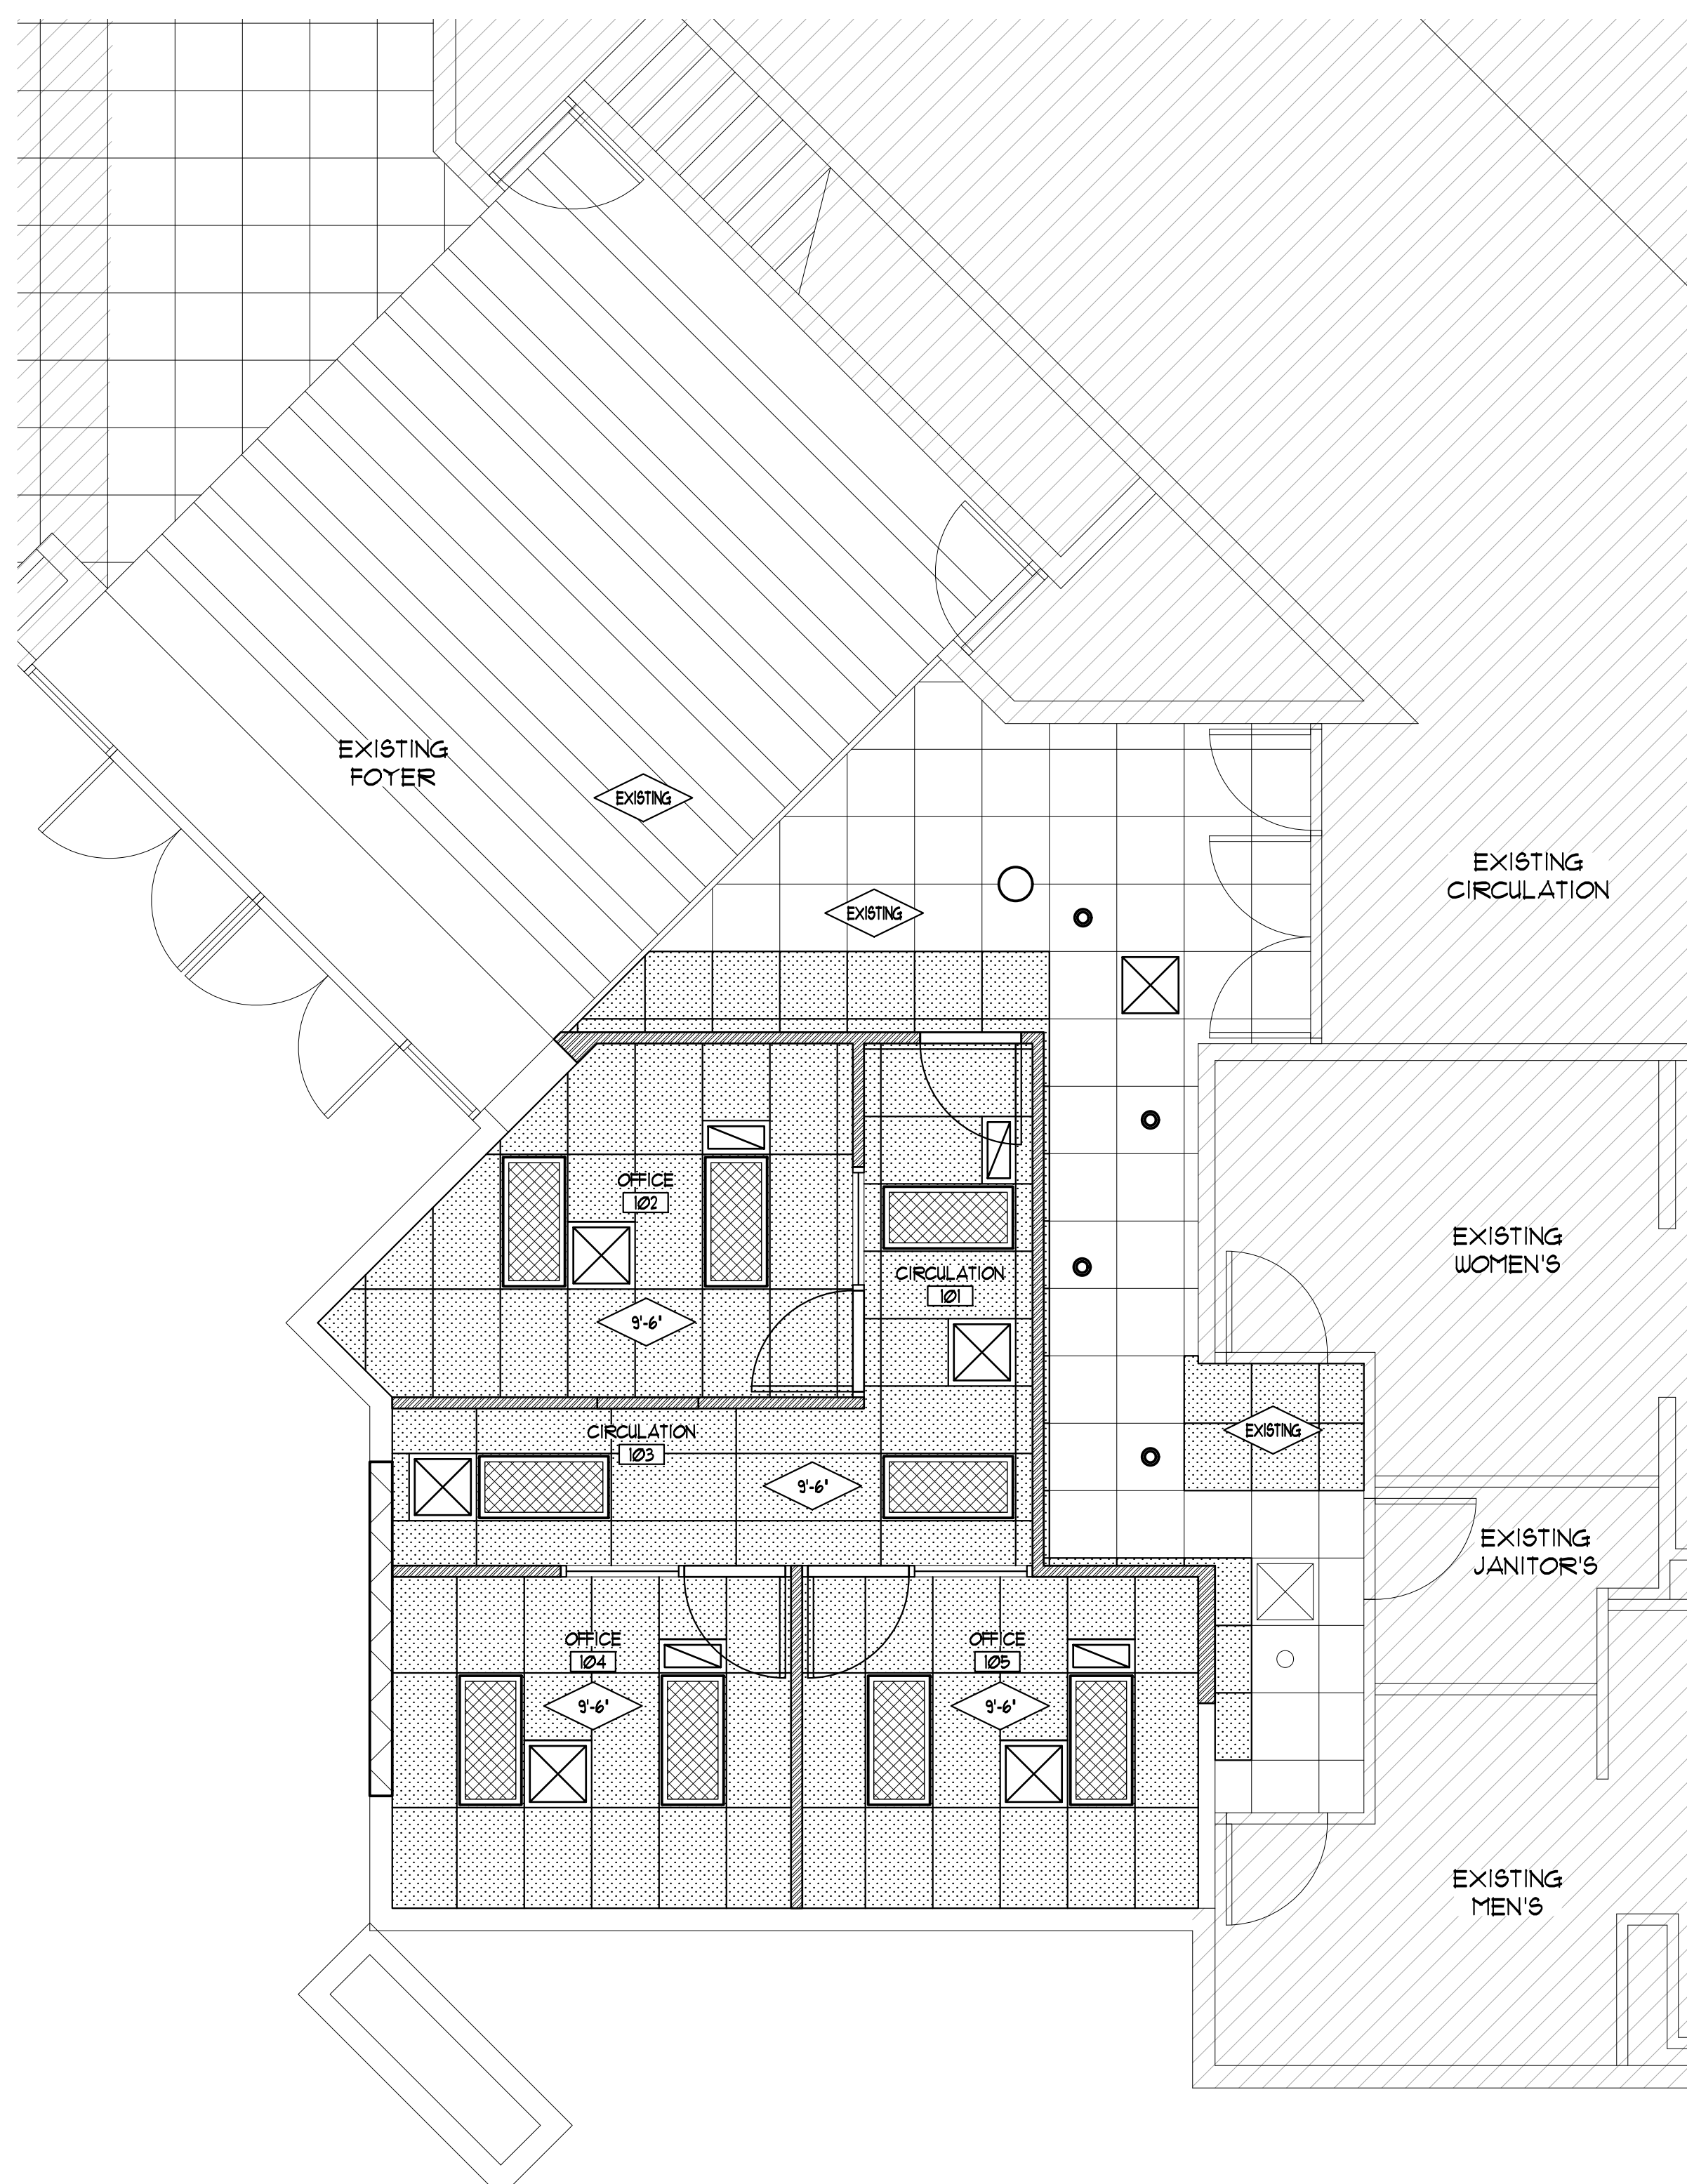 EXISTING
FOYER
EXISTING
EXISTING
CIRCULATION
EXISTING
OFFICE
102
EXISTING
WOMEN'S
CIRCULATION
101
9'-6"
CIRCULATION
103
EXISTING
9'-6"
EXISTING
JANITOR'S
OFFICE
104
OFFICE
105
9'-6"
9'-6"
EXISTING
MEN'S